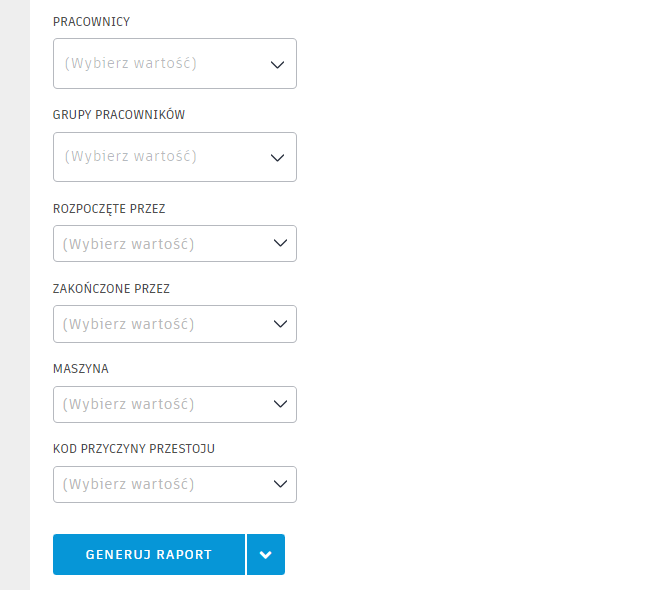 PRACOWNICY
(Wybierz wartość)
GRUPY PRACOWNIKÓW
(Wybierz wartość)
ROZPOCZĘTE PRZEZ
(Wybierz wartość)
ZAKOŃCZONE PRZEZ
(Wybierz wartość)
MASZYNA
(Wybierz wartość)
KOD PRZYCZYNY PRZESTOJU
(Wybierz wartość)
GENERUJ RAPORT